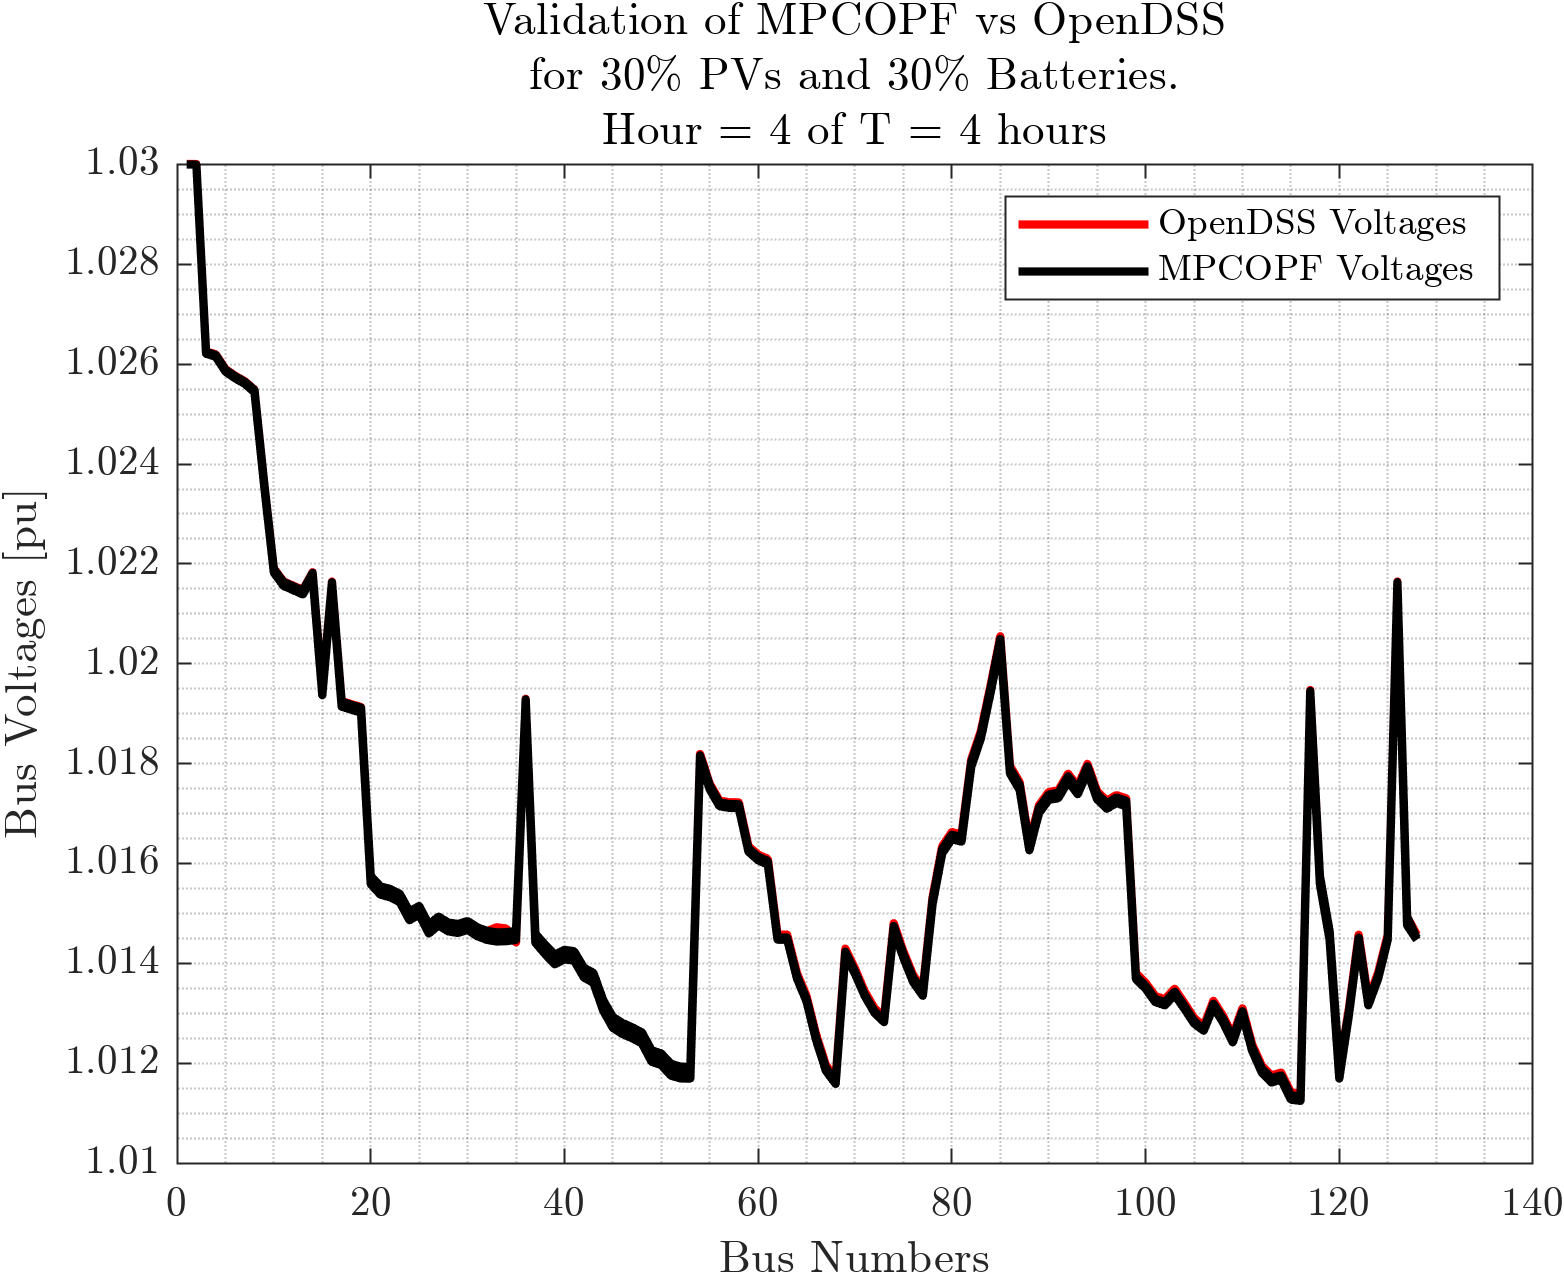 Validation of MPCOPF vs OpenDSS
for 30% PVs and 30% Batteries.
Hour = 4 of T = 4 hours
1.03
1.028
1.026
1.024
1.022
1.02
1.018
1.016
1.014
1.012
1.01
Bus Voltages [pu]
OpenDSS Voltages
MPCOPF Voltages
0 20 40 60 80 100 120 140
Bus Numbers